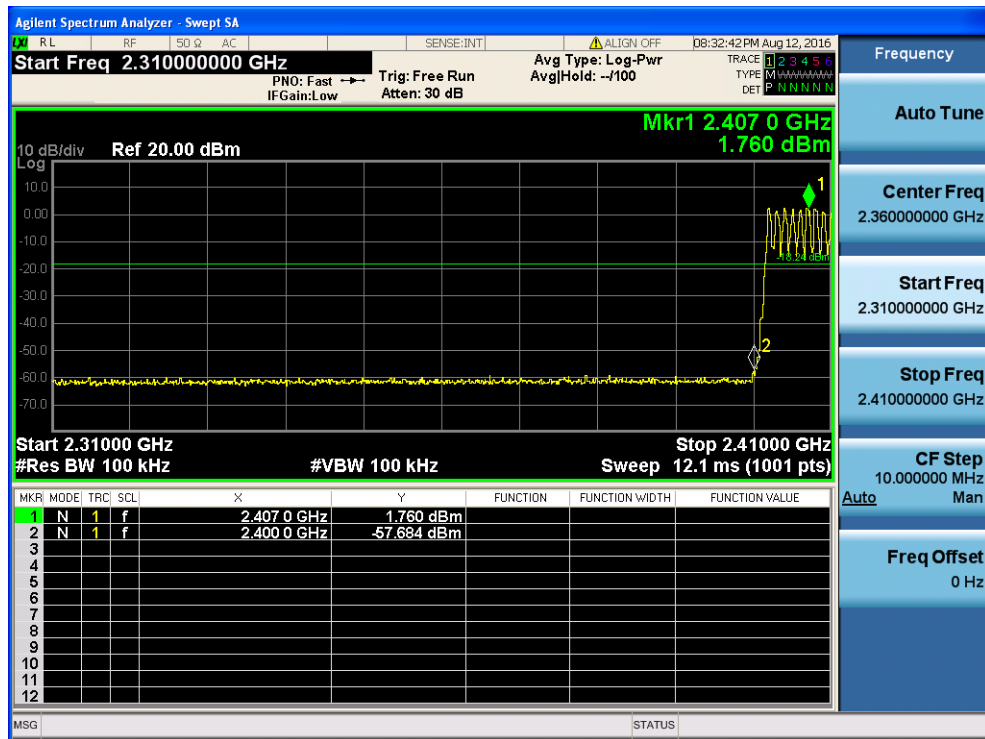 Agilent Spectrum Analyzer - Swept SA
LXI RL RF 50 Ω AC SENSE:INT ALIGN OFF 08:32:42 PM Aug 12, 2016
Start Freq 2.310000000 GHz
PNO: Fast
IFGain:Low
Trig: Free Run
Atten: 30 dB
Avg Type: Log-Pwr
Avg|Hold: --/100
TRACE 1 2 3 4 5 6
TYPE M
DET P N N N N N
Mkr1 2.407 0 GHz
1.760 dBm
10 dB/div Ref 20.00 dBm
Log
10.0
0.00
-10.0
-20.0
-30.0
-40.0
-50.0
-60.0
-70.0
1
-18.24 dBm
2
Start 2.31000 GHz Stop 2.41000 GHz
#Res BW 100 kHz #VBW 100 kHz Sweep 12.1 ms (1001 pts)
MKR MODE TRC SCL X Y FUNCTION FUNCTION WIDTH FUNCTION VALUE
1 N 1 f 2.407 0 GHz 1.760 dBm
2 N 1 f 2.400 0 GHz -57.684 dBm
3
4
5
6
7
8
9
10
11
12
MSG STATUS
Frequency
Auto Tune
Center Freq
2.360000000 GHz
Start Freq
2.310000000 GHz
Stop Freq
2.410000000 GHz
CF Step
10.000000 MHz
Auto Man
Freq Offset
0 Hz